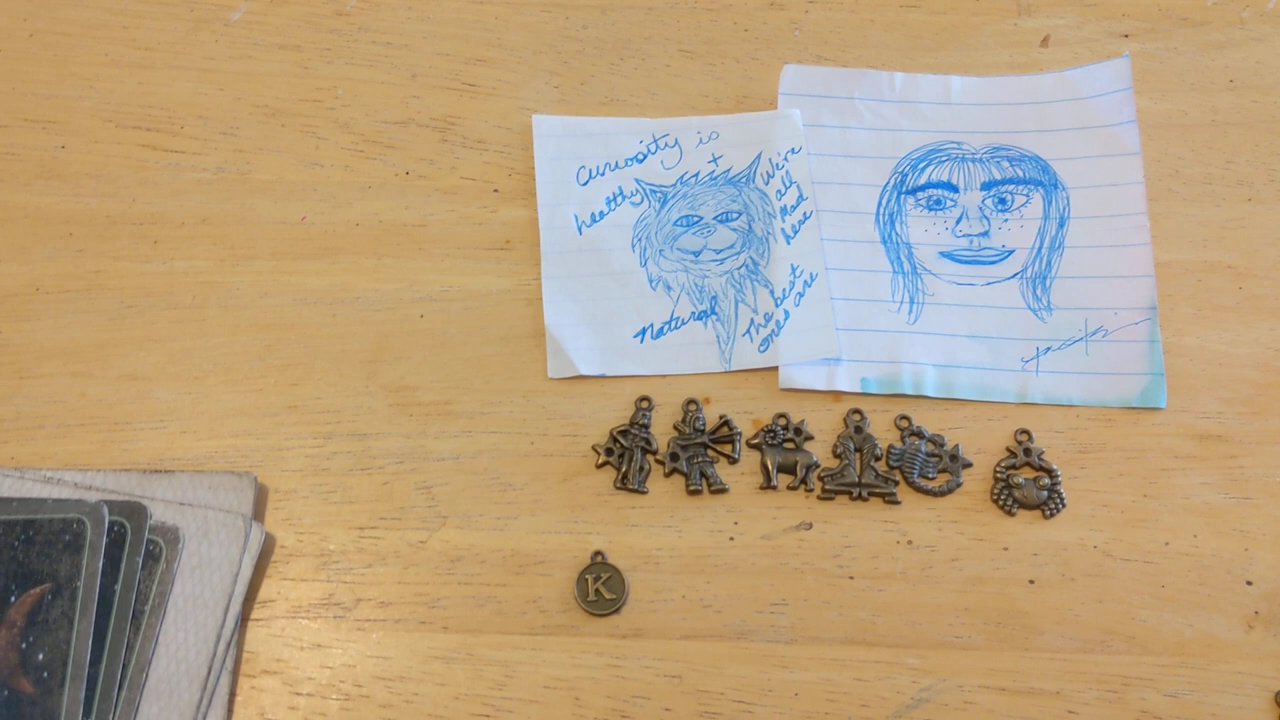 Curiosity is
healthy +
Natural
We're
all
Mad
here
The best
ones are
K